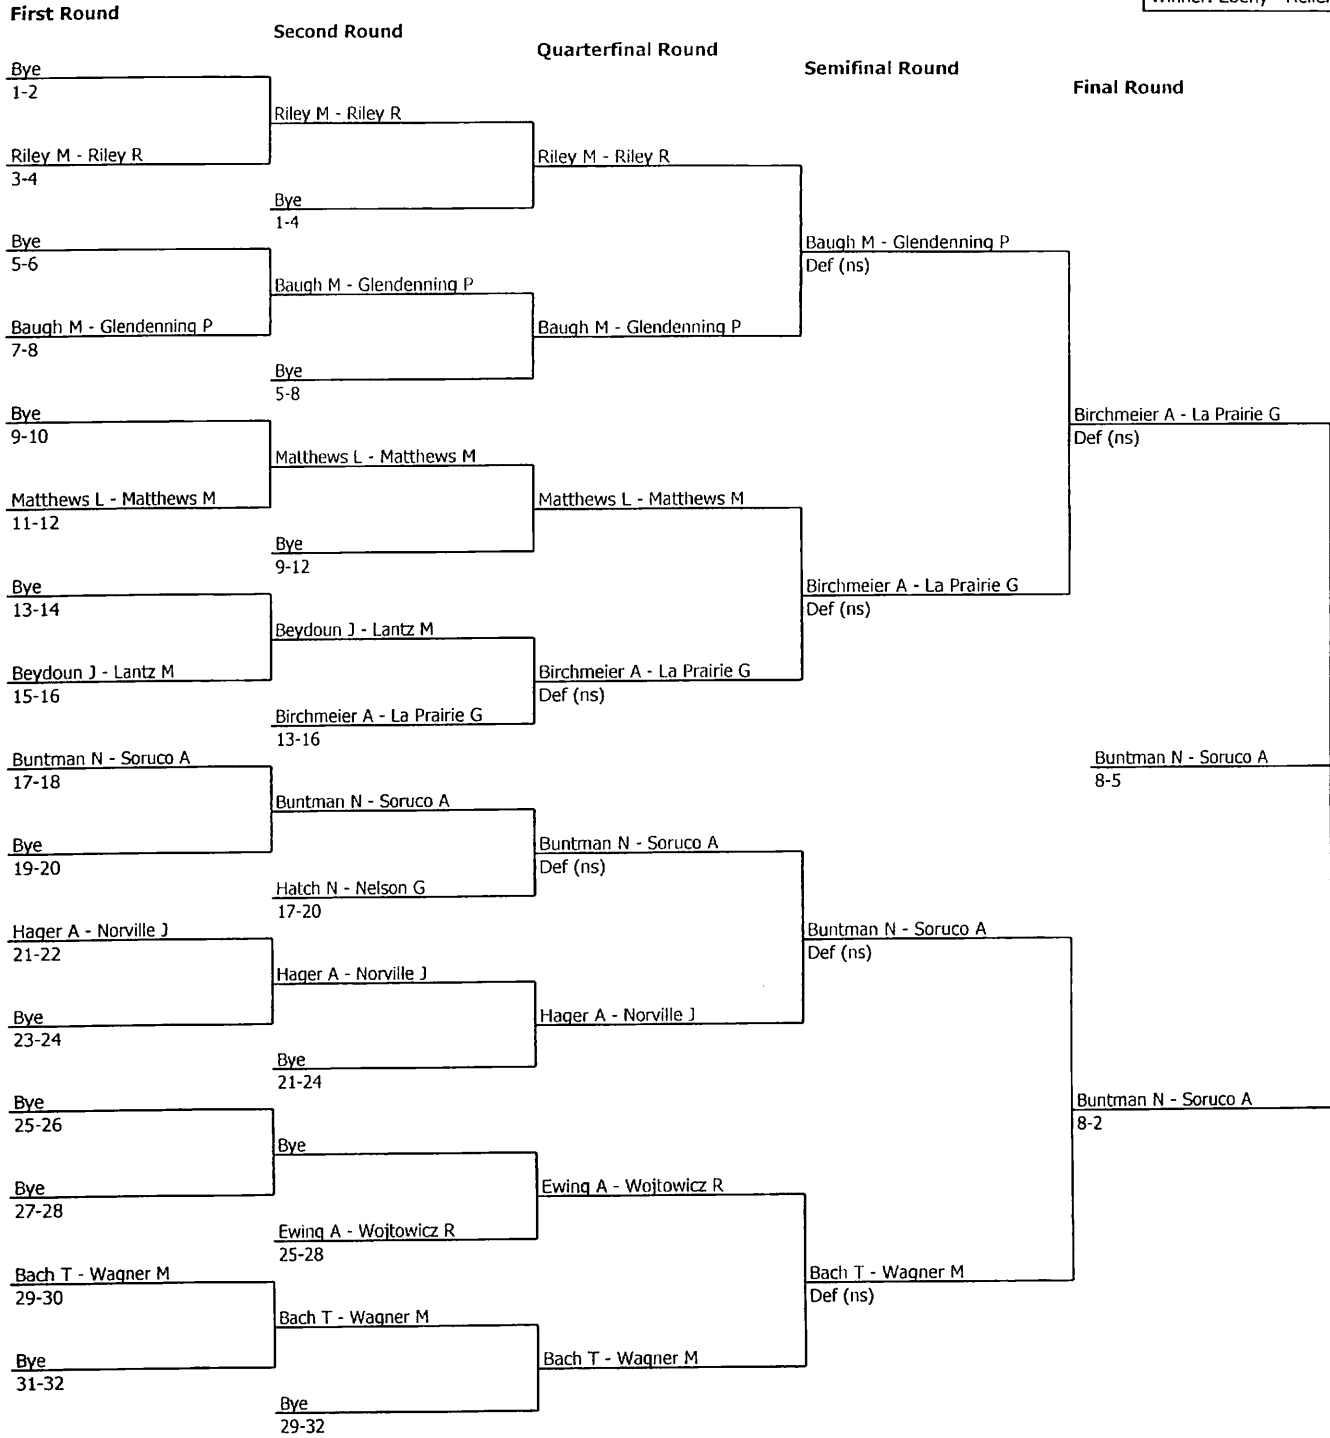 First Round
Second Round
Quarterfinal Round
Semifinal Round
Final Round
Bye
1-2
Riley M - Riley R
3-4
Bye
5-6
Baugh M - Glendenning P
7-8
Bye
9-10
Matthews L - Matthews M
11-12
Bye
13-14
Beydoun J - Lantz M
15-16
Buntman N - Soruco A
17-18
Bye
19-20
Hager A - Norville J
21-22
Bye
23-24
Bye
25-26
Bye
27-28
Bach T - Wagner M
29-30
Bye
31-32
Riley M - Riley R
Bye
1-4
Baugh M - Glendenning P
Bye
5-8
Matthews L - Matthews M
Bye
9-12
Beydoun J - Lantz M
Birchmeier A - La Prairie G
13-16
Buntman N - Soruco A
Hatch N - Nelson G
17-20
Hager A - Norville J
Bye
21-24
Bye
Ewing A - Wojtowicz R
25-28
Bach T - Wagner M
Bye
29-32
Riley M - Riley R
Baugh M - Glendenning P
Matthews L - Matthews M
Birchmeier A - La Prairie G
Def (ns)
Buntman N - Soruco A
Def (ns)
Hager A - Norville J
Ewing A - Wojtowicz R
Bach T - Wagner M
Baugh M - Glendenning P
Def (ns)
Birchmeier A - La Prairie G
Def (ns)
Buntman N - Soruco A
Def (ns)
Bach T - Wagner M
Def (ns)
Birchmeier A - La Prairie G
Def (ns)
Buntman N - Soruco A
8-2
Buntman N - Soruco A
8-5